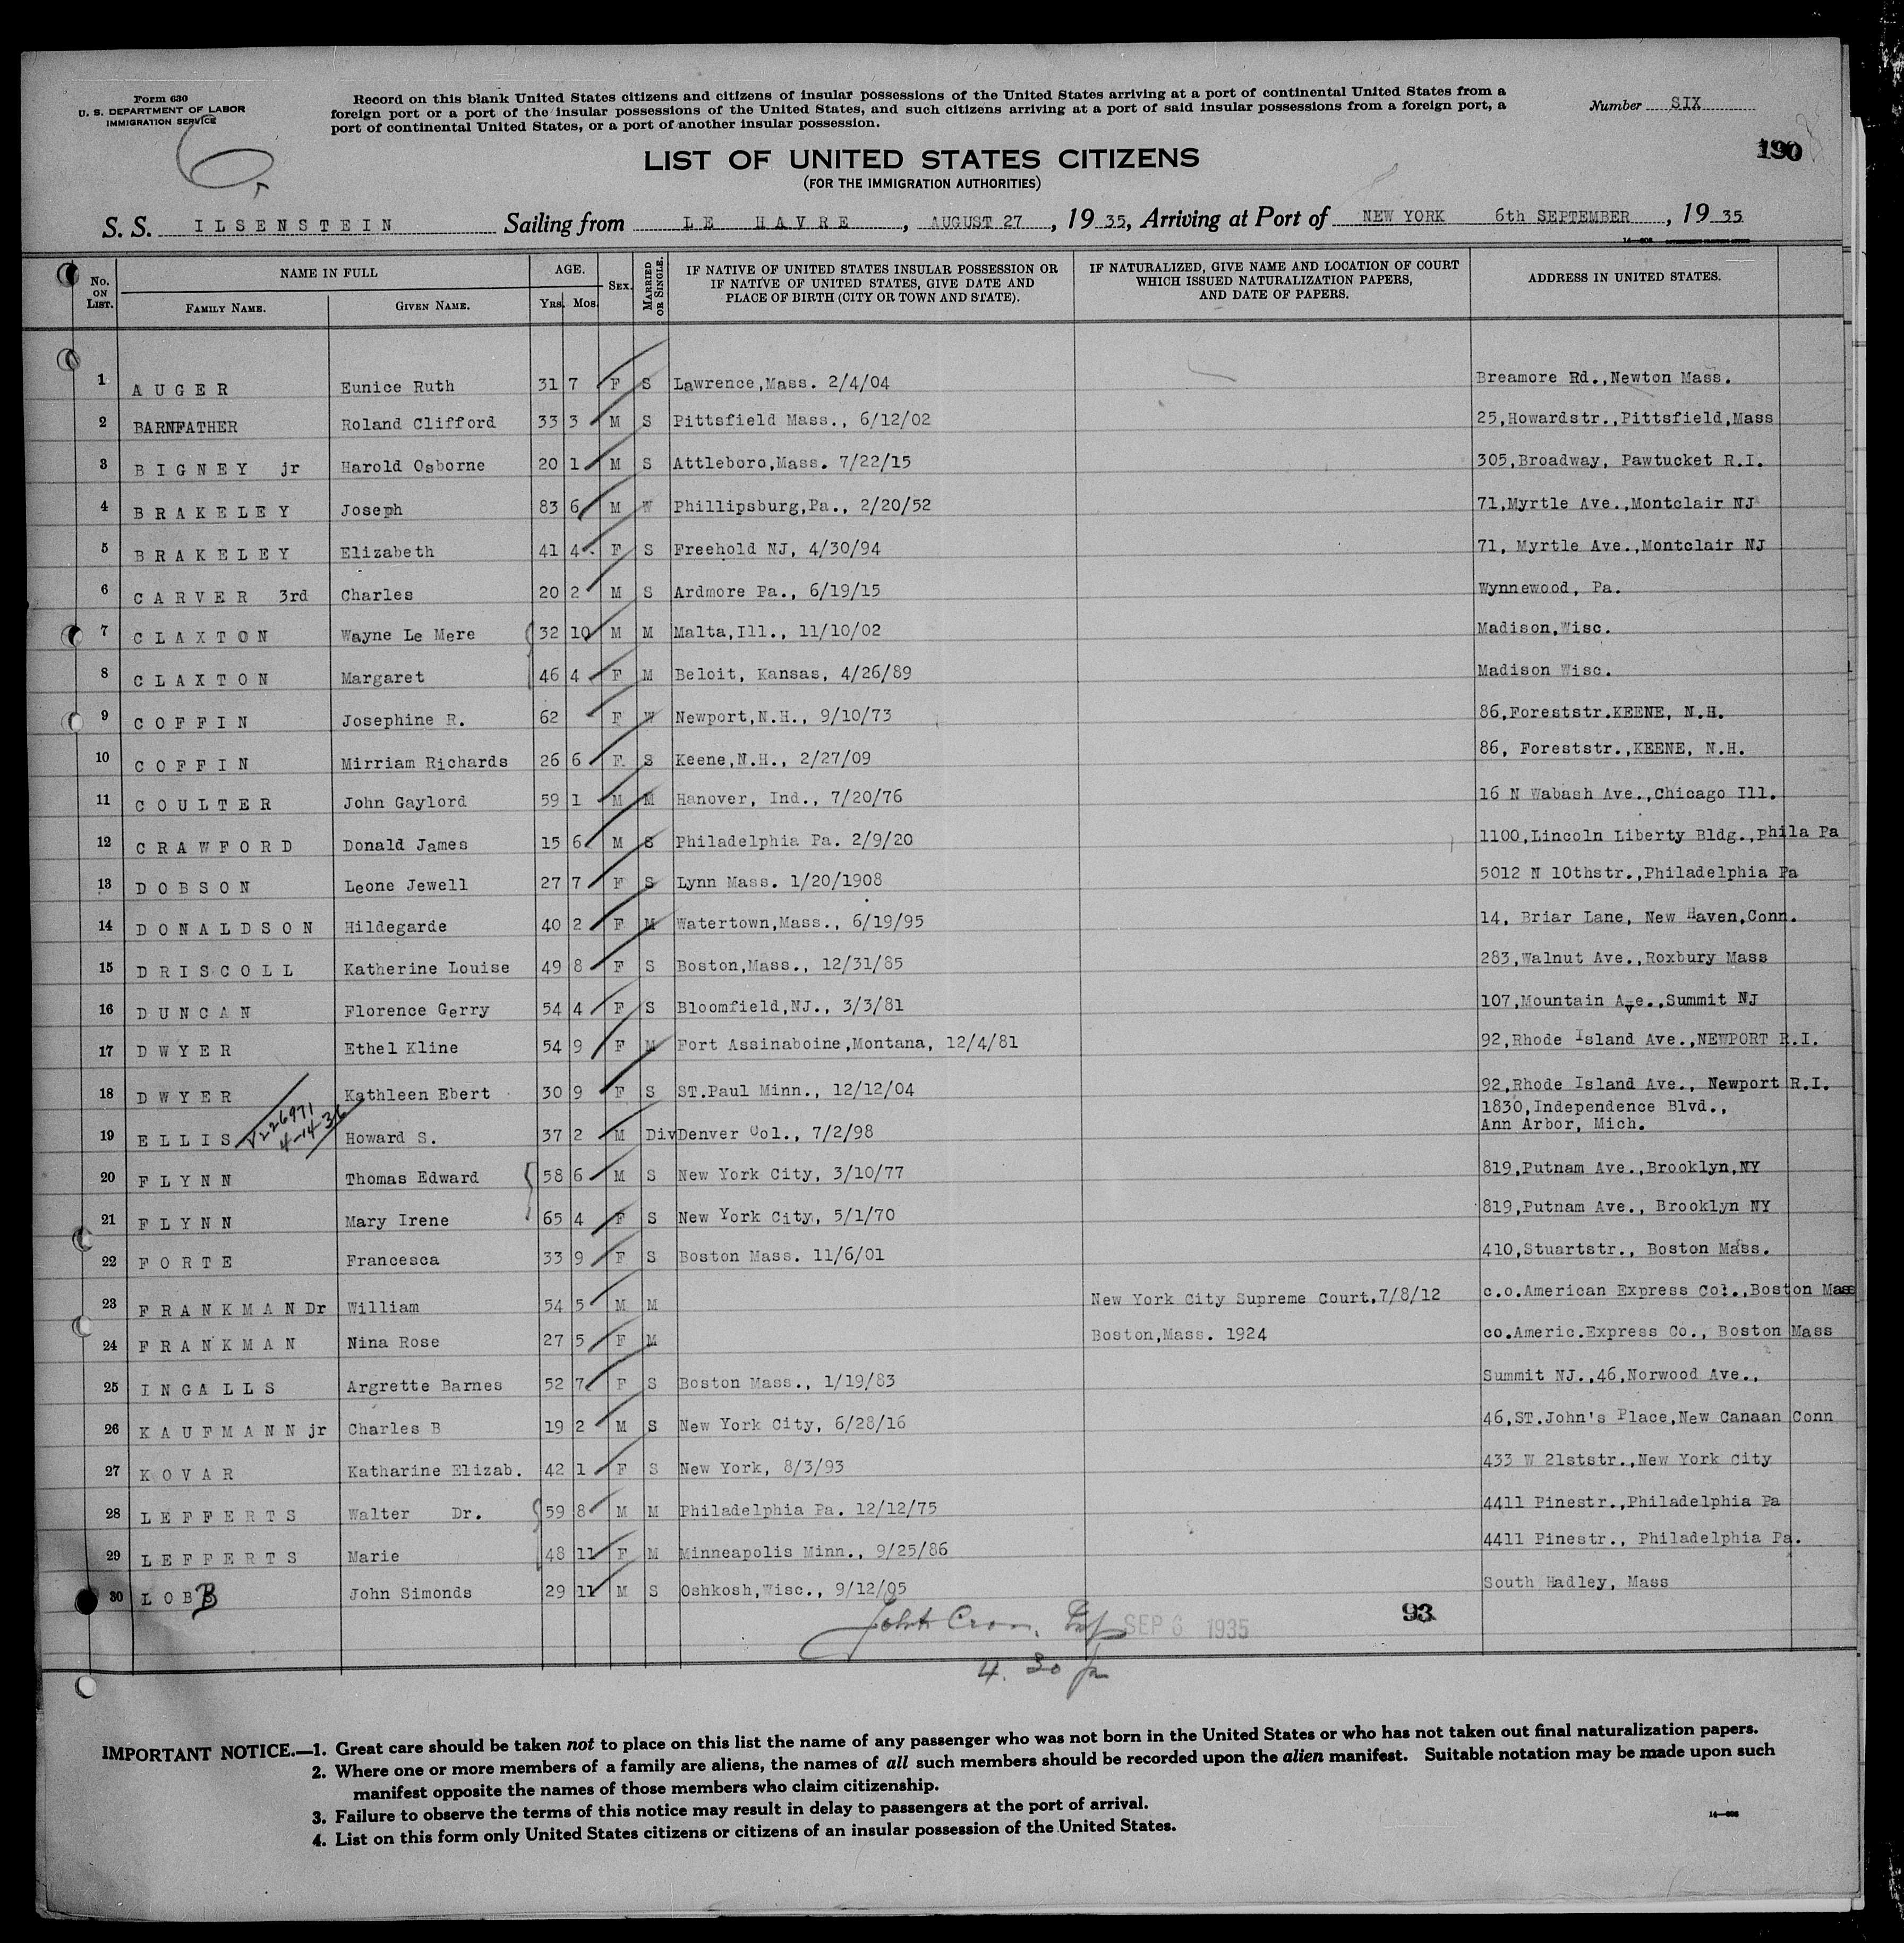 Form 630
U. S. DEPARTMENT OF LABOR
IMMIGRATION SERVICE
Record on this blank United States citizens and citizens of insular possessions of the United States arriving at a port of continental United States from a
foreign port or a port of the insular possessions of the United States, and such citizens arriving at a port of said insular possessions from a foreign port, a
port of continental United States, or a port of another insular possession.
Number SIX
190
LIST OF UNITED STATES CITIZENS
(FOR THE IMMIGRATION AUTHORITIES)
S. S. ILSENSTEIN Sailing from LE HAVRE, AUGUST 27, 1935, Arriving at Port of NEW YORK 6th SEPTEMBER, 1935
No. ON LIST. NAME IN FULL FAMILY NAME. GIVEN NAME. AGE. YRS. MOS. SEX. MARRIED OR SINGLE. IF NATIVE OF UNITED STATES INSULAR POSSESSION OR IF NATIVE OF UNITED STATES, GIVE DATE AND PLACE OF BIRTH (CITY OR TOWN AND STATE). IF NATURALIZED, GIVE NAME AND LOCATION OF COURT WHICH ISSUED NATURALIZATION PAPERS, AND DATE OF PAPERS. ADDRESS IN UNITED STATES.
1 AUGER Eunice Ruth 31 7 F S Lawrence,Mass. 2/4/04 Breamore Rd.,Newton Mass.
2 BARNFATHER Roland Clifford 33 3 M S Pittsfield Mass., 6/12/02 25,Howardstr.,Pittsfield,Mass
3 BIGNEY jr Harold Osborne 20 1 M S Attleboro,Mass. 7/22/15 305,Broadway, Pawtucket R.I.
4 BRAKELEY Joseph 83 6 M W Phillipsburg,Pa., 2/20/52 71,Myrtle Ave.,Montclair NJ
5 BRAKELEY Elizabeth 41 4 F S Freehold NJ, 4/30/94 71, Myrtle Ave.,Montclair NJ
6 CARVER 3rd Charles 20 2 M S Ardmore Pa., 6/19/15 Wynnewood, Pa.
7 CLAXTON Wayne Le Mere 32 10 M M Malta,Ill., 11/10/02 Madison,Wisc.
8 CLAXTON Margaret 46 4 F M Beloit, Kansas, 4/26/89 Madison Wisc.
9 COFFIN Josephine R. 62 F W Newport,N.H., 9/10/73 86,Foreststr.KEENE, N.H.
10 COFFIN Mirriam Richards 26 6 F. S Keene,N.H., 2/27/09 86, Foreststr.,KEENE, N.H.
11 COULTER John Gaylord 59 1 M M Hanover, Ind., 7/20/76 16 N Wabash Ave.,Chicago Ill.
12 CRAWFORD Donald James 15 6 M S Philadelphia Pa. 2/9/20 1100,Lincoln Liberty Bldg.,Phila Pa
13 DOBSON Leone Jewell 27 7 F S Lynn Mass. 1/20/1908 5012 N 10thstr.,Philadelphia Pa
14 DONALDSON Hildegarde 40 2 F M Watertown,Mass., 6/19/95 14, Briar Lane, New Haven,Conn.
15 DRISCOLL Katherine Louise 49 8 F S Boston,Mass., 12/31/85 283,Walnut Ave.,Roxbury Mass
16 DUNCAN Florence Gerry 54 4 F S Bloomfield,NJ., 3/3/81 107,Mountain Ave.,Summit NJ
17 DWYER Ethel Kline 54 9 F M Fort Assinaboine,Montana, 12/4/81 92,Rhode Island Ave.,NEWPORT R.I.
18 DWYER Kathleen Ebert 30 9 F S ST.Paul Minn., 12/12/04 92,Rhode Island Ave., Newport R.I.
V226971
4-14-36
1830,Independence Blvd.,
19 ELLIS Howard S. 37 2 M Div Denver Col., 7/2/98 Ann Arbor, Mich.
20 FLYNN Thomas Edward 58 6 M S New York City, 3/10/77 819,Putnam Ave.,Brooklyn,NY
21 FLYNN Mary Irene 65 4 F S New York City, 5/1/70 819,Putnam Ave., Brooklyn NY
22 FORTE Francesca 33 9 F S Boston Mass. 11/6/01 410,Stuartstr., Boston Mass.
23 FRANKMAN Dr William 54 5 M M New York City Supreme Court,7/8/12 c.o.American Express Co.,Boston Mass
24 FRANKMAN Nina Rose 27 5 F M Boston,Mass. 1924 co.Americ.Express Co., Boston Mass
25 INGALLS Argrette Barnes 52 7 F S Boston Mass., 1/19/83 Summit NJ.,46,Norwood Ave.,
26 KAUFMANN jr Charles B 19 2 M S New York City, 6/28/16 46,ST.John's Place,New Canaan Conn
27 KOVAR Katharine Elizab. 42 1 F S New York, 8/3/93 433 W 21ststr.,New York City
28 LEFFERTS Walter Dr. 59 8 M M Philadelphia Pa. 12/12/75 4411 Pinestr.,Philadelphia Pa
29 LEFFERTS Marie 48 11 F M Minneapolis Minn., 9/25/86 4411 Pinestr., Philadelphia Pa.
30 LOBB John Simonds 29 11 M S Oshkosh,Wisc., 9/12/05 South Hadley, Mass
93
SEP 6 1935
4.30 p
IMPORTANT NOTICE.—1. Great care should be taken not to place on this list the name of any passenger who was not born in the United States or who has not taken out final naturalization papers.
2. Where one or more members of a family are aliens, the names of all such members should be recorded upon the alien manifest. Suitable notation may be made upon such
manifest opposite the names of those members who claim citizenship.
3. Failure to observe the terms of this notice may result in delay to passengers at the port of arrival.
4. List on this form only United States citizens or citizens of an insular possession of the United States.